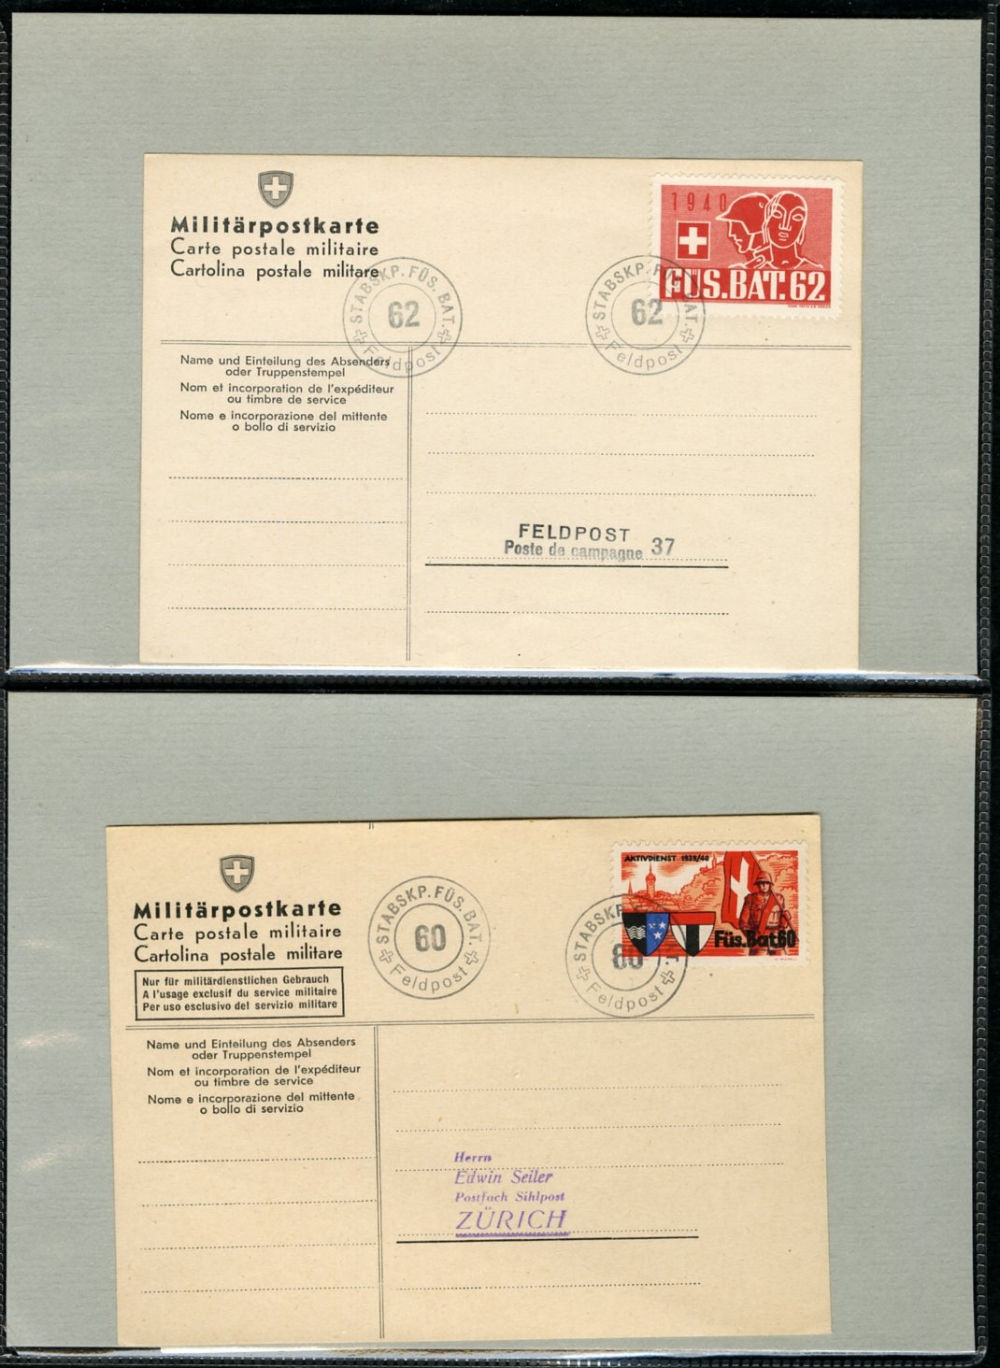 Militärpostkarte
Carte postale militaire
Cartolina postale militare
1940
FÜS.BAT.62
STABSKP. FÜS. BAT.
62
Feldpost
STABSKP. FÜS. BAT.
62
Feldpost
Name und Einteilung des Absenders
oder Truppenstempel
Nom et incorporation de l'expéditeur
ou timbre de service
Nome e incorporazione del mittente
o bollo di servizio
FELDPOST
Poste de campagne 37
Militärpostkarte
Carte postale militaire
Cartolina postale militare
Nur für militärdienstlichen Gebrauch
A l'usage exclusif du service militaire
Per uso esclusivo del servizio militare
STABSKP. FÜS. BAT.
60
Feldpost
AKTIVDIENST 1939/40
Füs.Bat.60
STABSKP.
60
Feldpost
Name und Einteilung des Absenders
oder Truppenstempel
Nom et incorporation de l'expéditeur
ou timbre de service
Nome e incorporazione del mittente
o bollo di servizio
Herrn
Edwin Seiler
Postfach Sihlpost
ZÜRICH